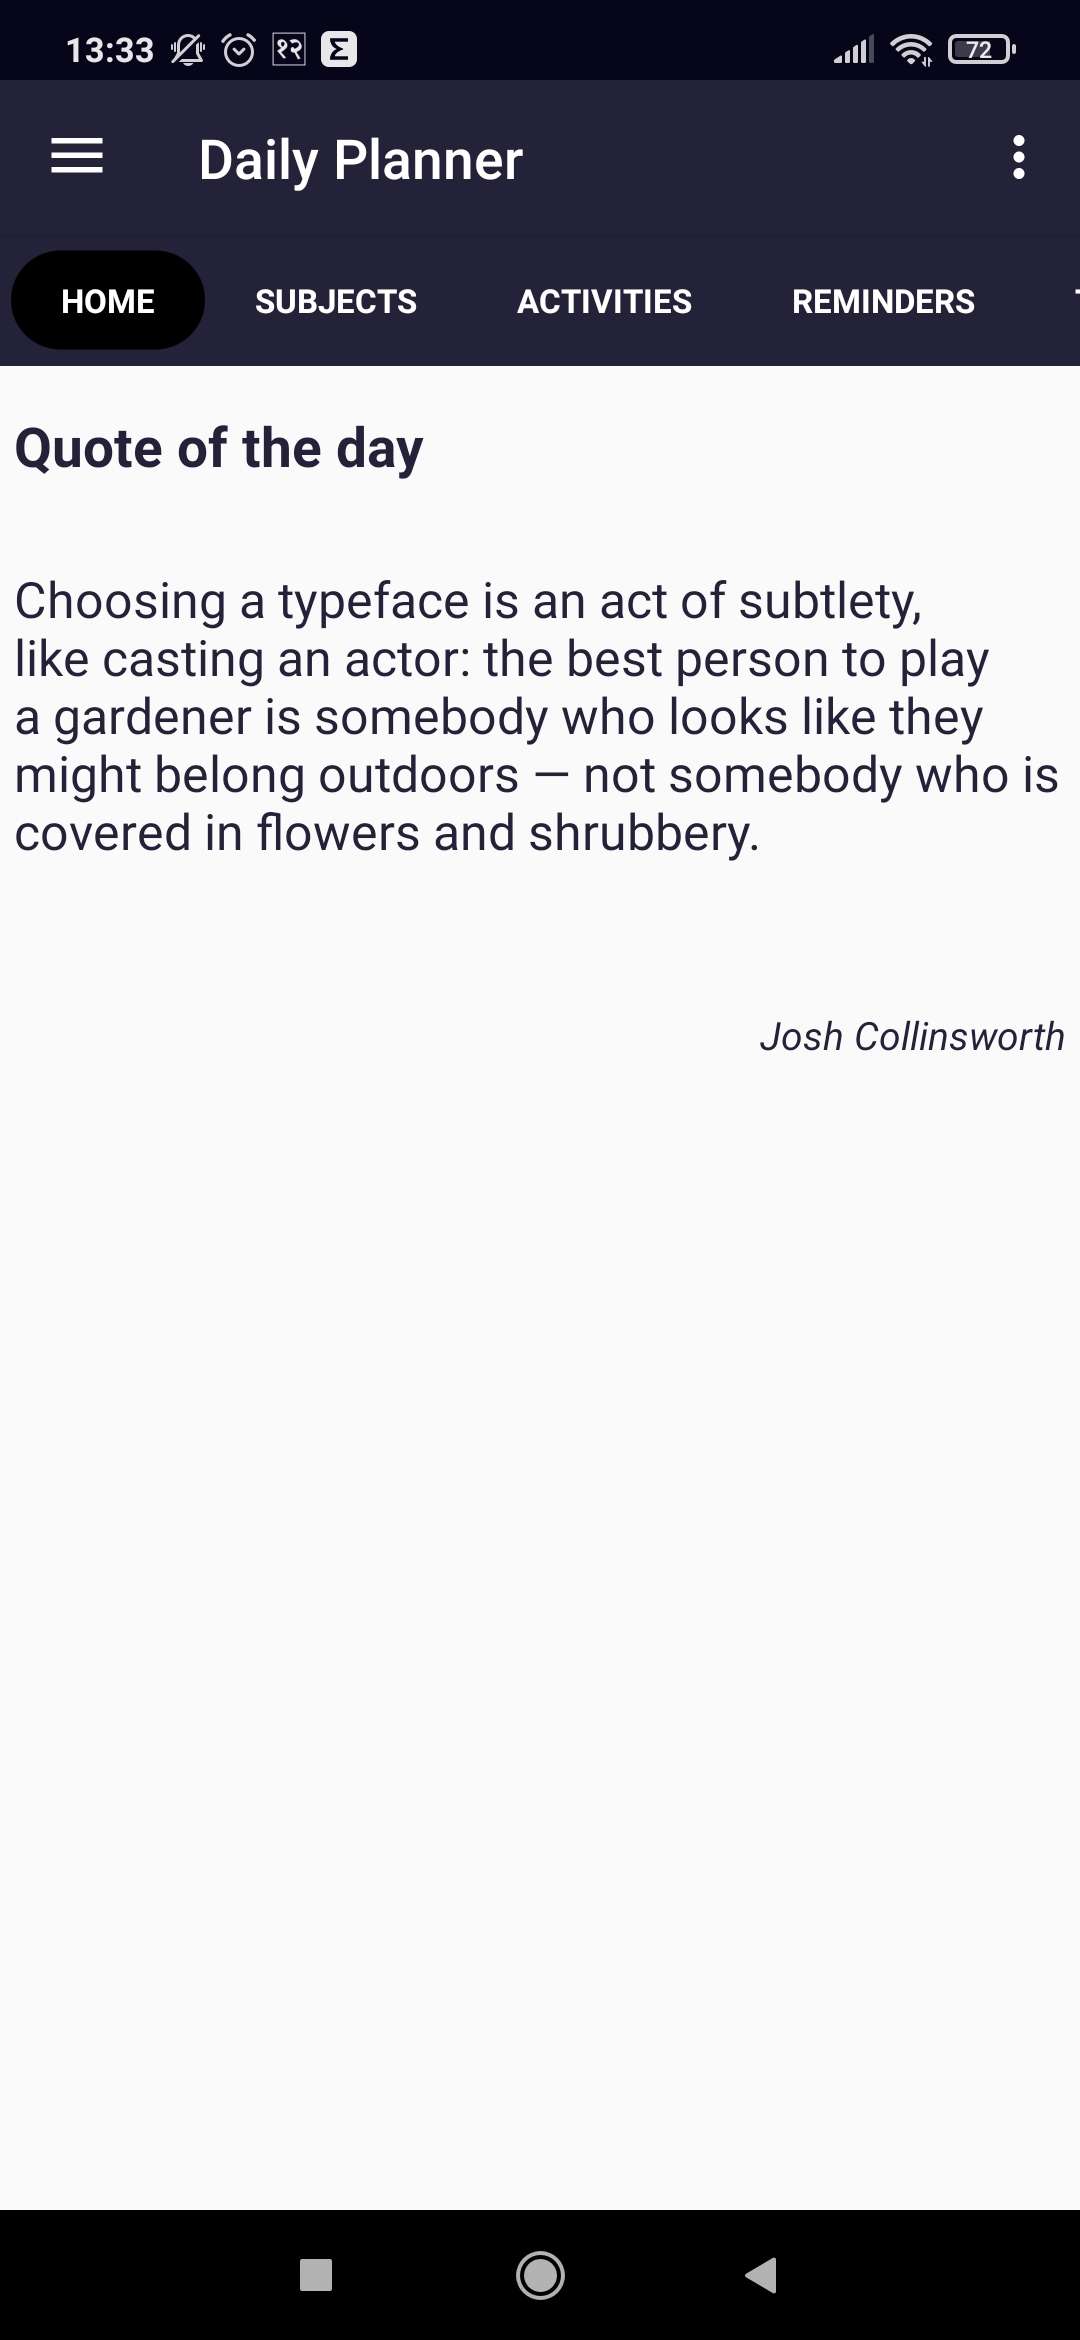 13:33 १२ Σ 72
Daily Planner
HOME SUBJECTS ACTIVITIES REMINDERS
Quote of the day
Choosing a typeface is an act of subtlety,
like casting an actor: the best person to play
a gardener is somebody who looks like they
might belong outdoors — not somebody who is
covered in flowers and shrubbery.
Josh Collinsworth